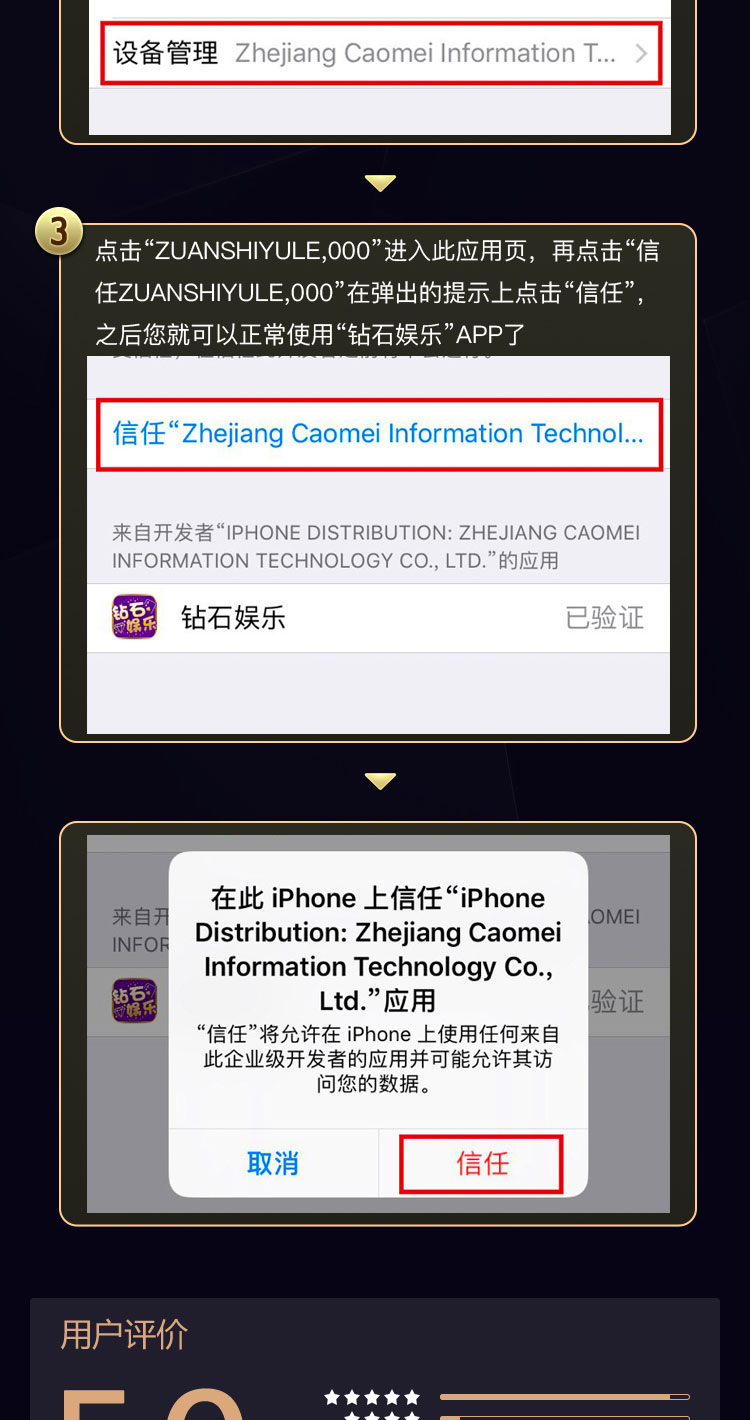 设备管理 Zhejiang Caomei Information T...
3
点击“ZUANSHIYULE,000”进入此应用页，再点击“信
任ZUANSHIYULE,000”在弹出的提示上点击“信任”，
之后您就可以正常使用“钻石娱乐”APP了
信任“Zhejiang Caomei Information Technol...
来自开发者“IPHONE DISTRIBUTION: ZHEJIANG CAOMEI
INFORMATION TECHNOLOGY CO., LTD.”的应用
钻石
娱乐
钻石娱乐 已验证
在此 iPhone 上信任“iPhone
Distribution: Zhejiang Caomei
Information Technology Co.,
Ltd.”应用
“信任”将允许在 iPhone 上使用任何来自
此企业级开发者的应用并可能允许其访
问您的数据。
来自开 OMEI
INFOR
钻石
娱乐
验证
取消 信任
用户评价
5.0